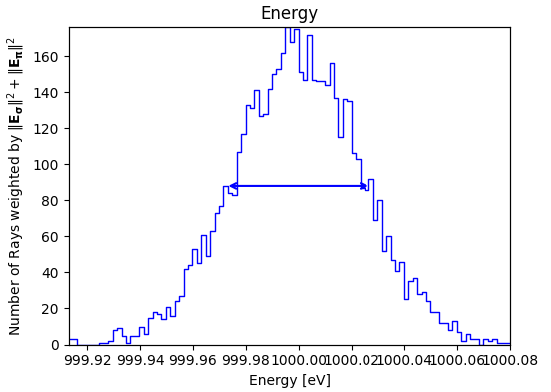 Energy
Number of Rays weighted by ‖𝐄_𝛔‖² + ‖𝐄_𝛑‖²
160
140
120
100
80
60
40
20
0
999.92 999.94 999.96 999.98 1000.00 1000.02 1000.04 1000.06 1000.08
Energy [eV]